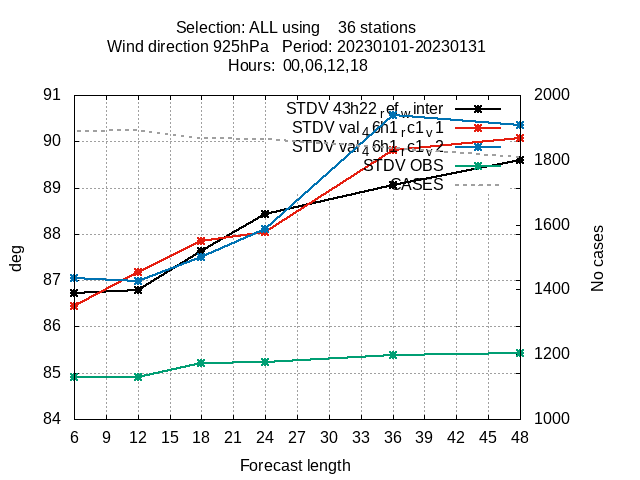 Selection: ALL using    36 stations
Wind direction 925hPa   Period: 20230101-20230131
Hours:  00,06,12,18
91
90
89
88
87
86
85
84
deg
2000
1800
1600
1400
1200
1000
No cases
STDV 43h22_ref_winter
STDV val_46h1_rc1_v1
STDV val_46h1_rc1_v2
STDV OBS
CASES
6 9 12 15 18 21 24 27 30 33 36 39 42 45 48
Forecast length